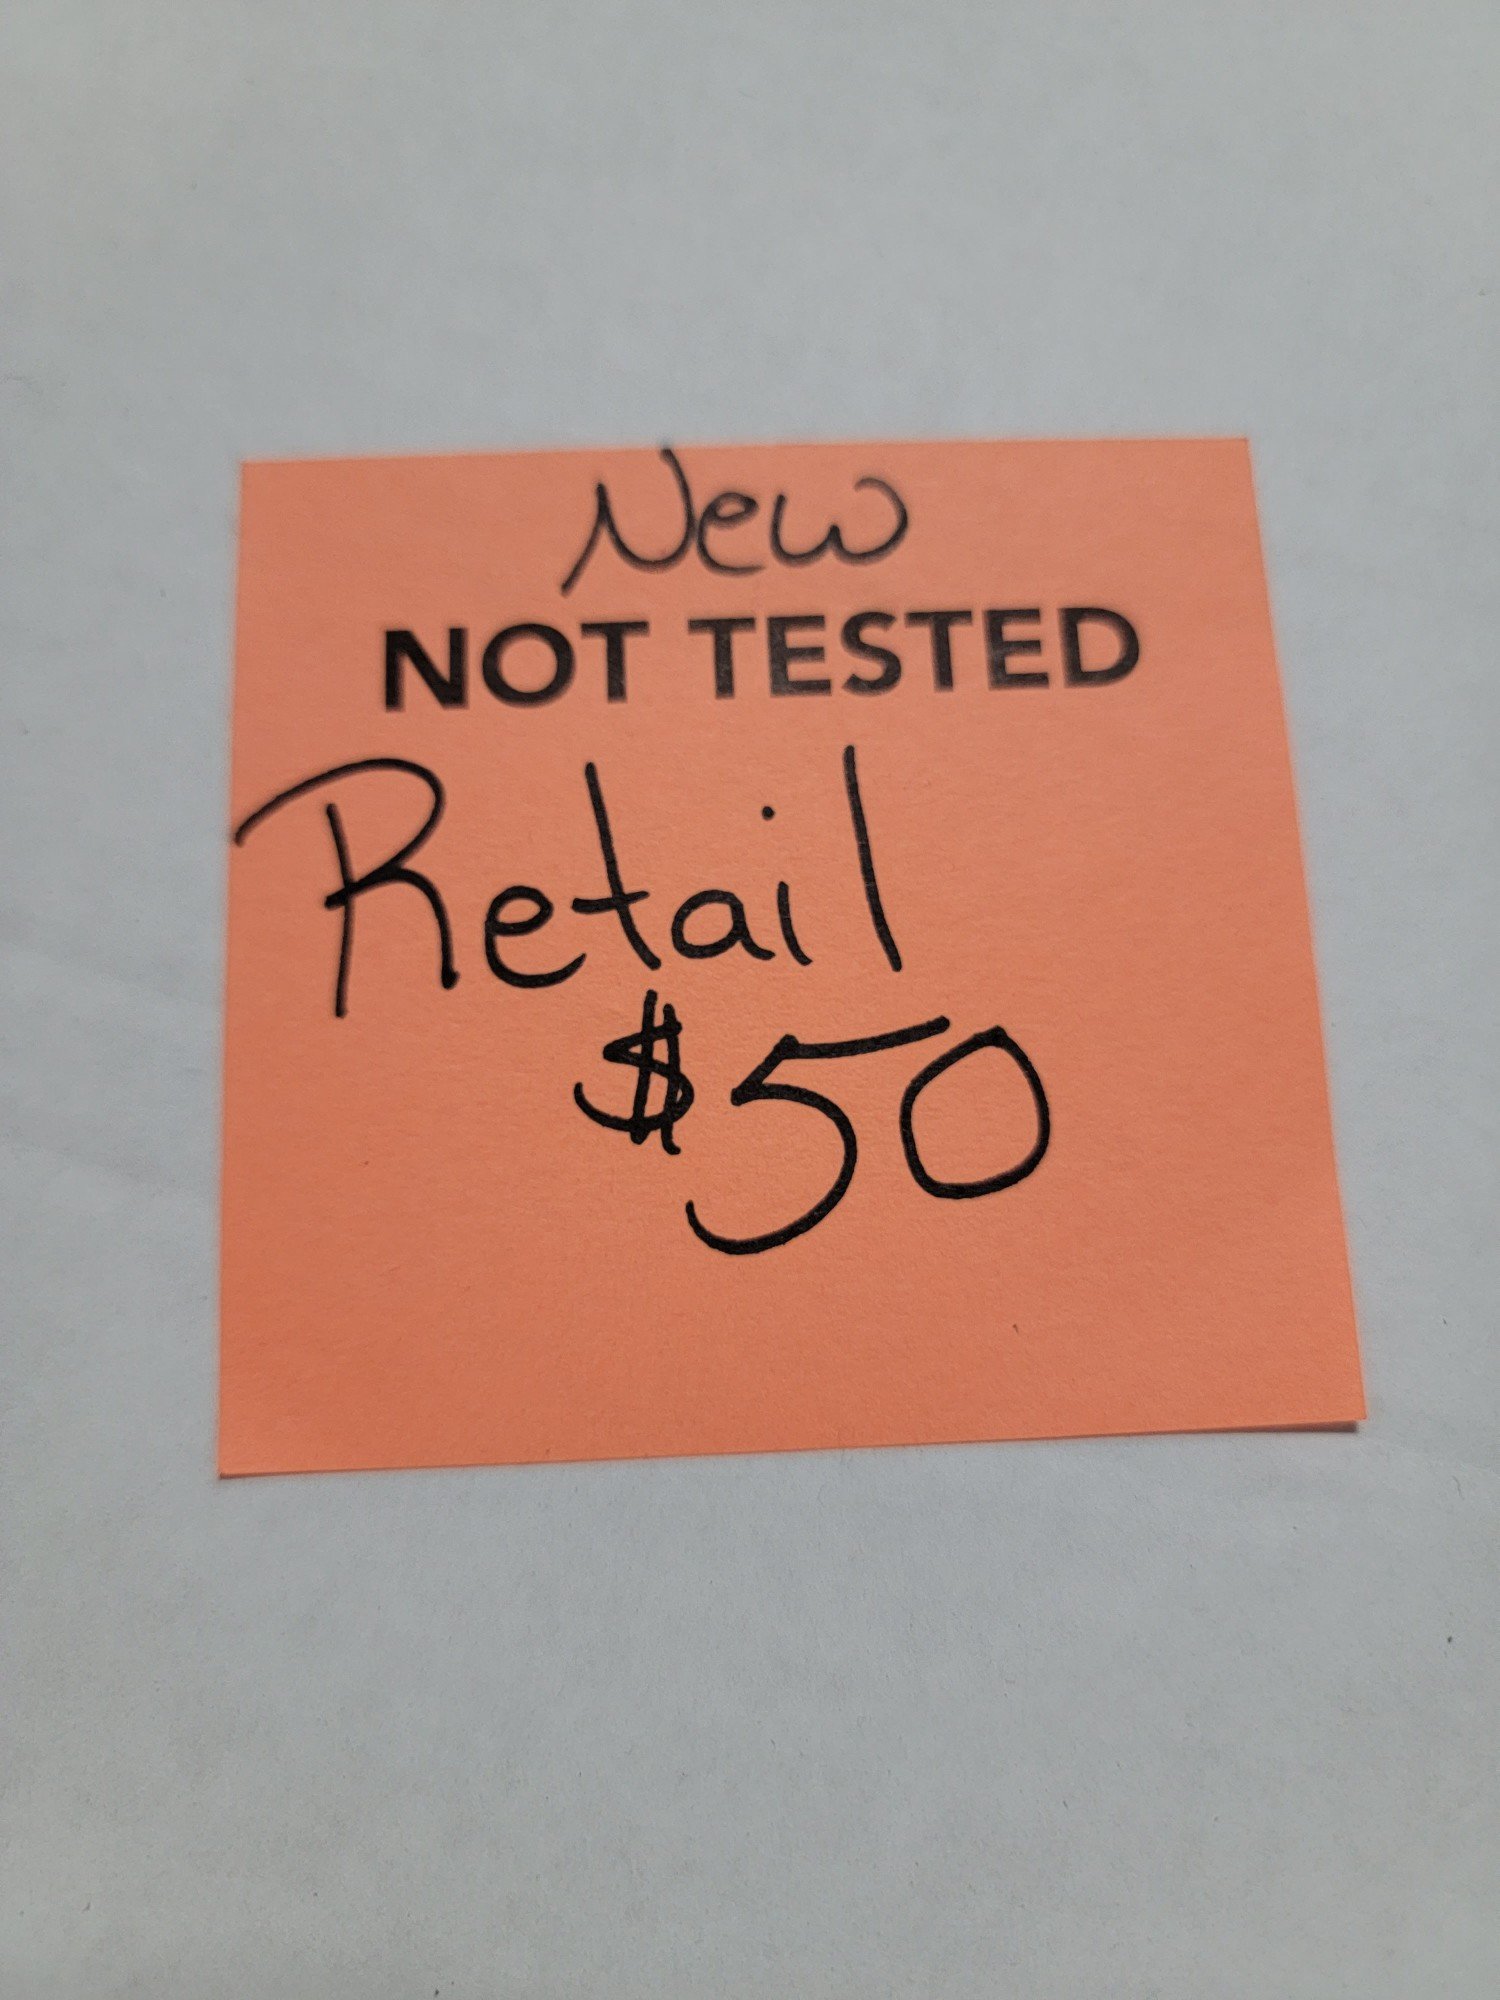 New
NOT TESTED
Retail
$50